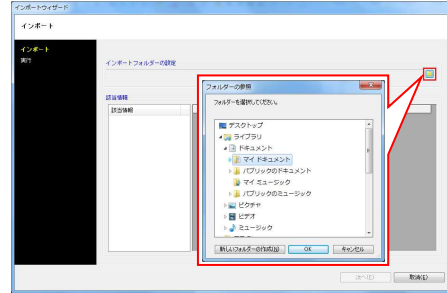 インポートウィザード
インポート
インポート
実行
インポートフォルダーの設定
該当情報
該当情報
フォルダーの参照
フォルダーを選択してください。
デスクトップ
ライブラリ
ドキュメント
マイ ドキュメント
パブリックのドキュメント
マイ ミュージック
パブリックのミュージック
ピクチャ
ビデオ
ミュージック
新しいフォルダーの作成(N)
OK
キャンセル
取消(C)